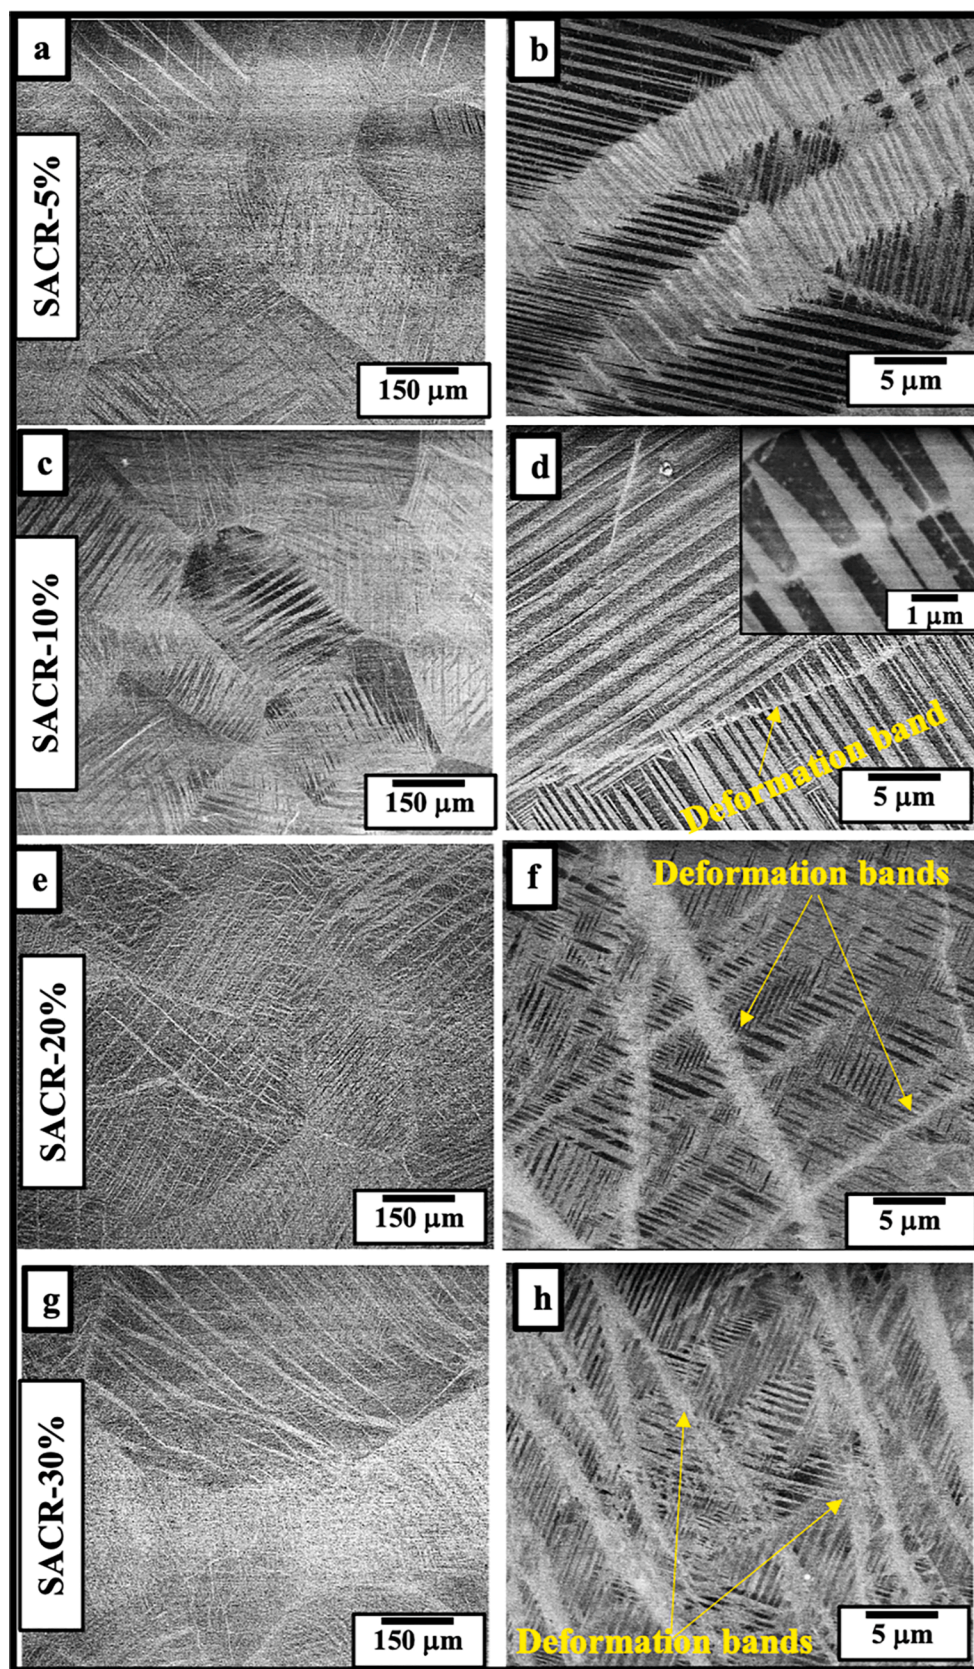 a
b
SACR-5%
150 μm
5 μm
c
d
SACR-10%
1 μm
Deformation band
150 μm
5 μm
e
f
Deformation bands
SACR-20%
150 μm
5 μm
g
h
SACR-30%
150 μm
Deformation bands
5 μm